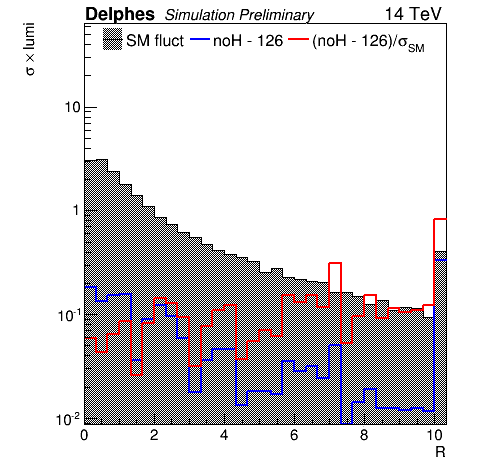 Delphes Simulation Preliminary 14 TeV
SM fluct noH - 126 (noH - 126)/σ_SM
σ × lumi
10
1
10⁻¹
10⁻²
0 2 4 6 8 10
R